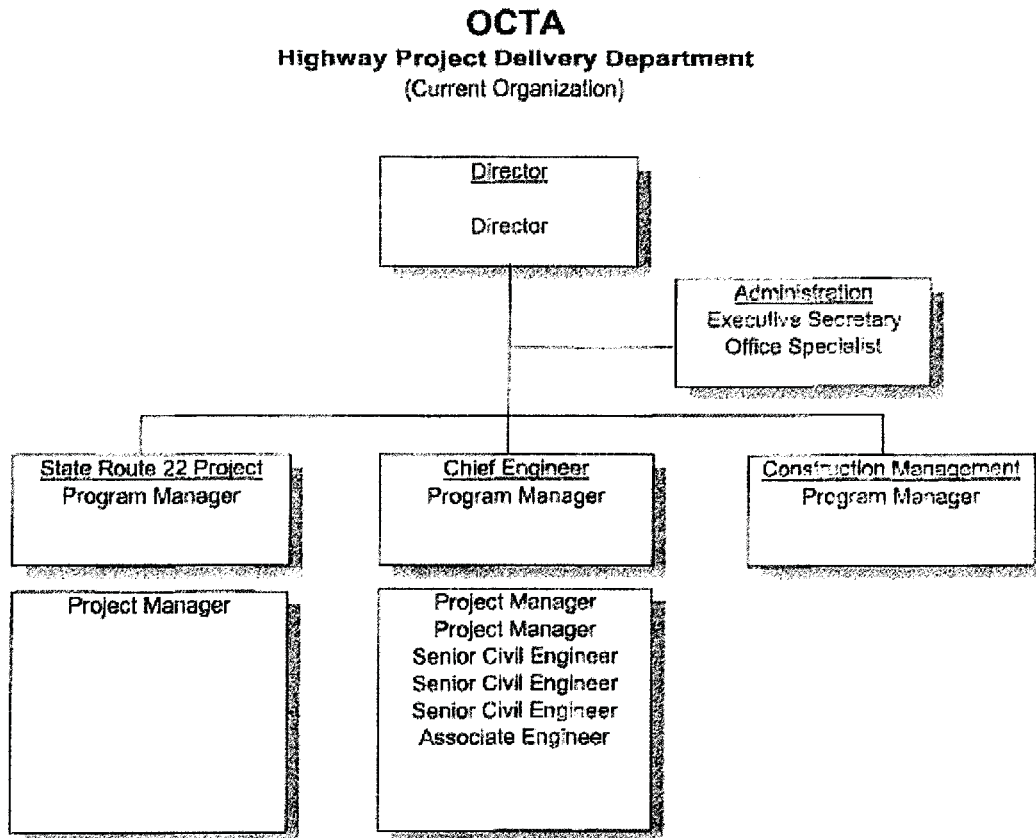 OCTA
Highway Project Delivery Department
(Current Organization)
Director
Director
Administration
Executive Secretary
Office Specialist
State Route 22 Project
Program Manager
Chief Engineer
Program Manager
Construction Management
Program Manager
Project Manager
Project Manager
Project Manager
Senior Civil Engineer
Senior Civil Engineer
Senior Civil Engineer
Associate Engineer